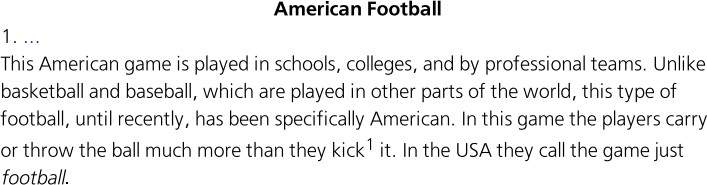 American Football
1. ...
This American game is played in schools, colleges, and by professional teams. Unlike
basketball and baseball, which are played in other parts of the world, this type of
football, until recently, has been specifically American. In this game the players carry
or throw the ball much more than they kick1 it. In the USA they call the game just
football.